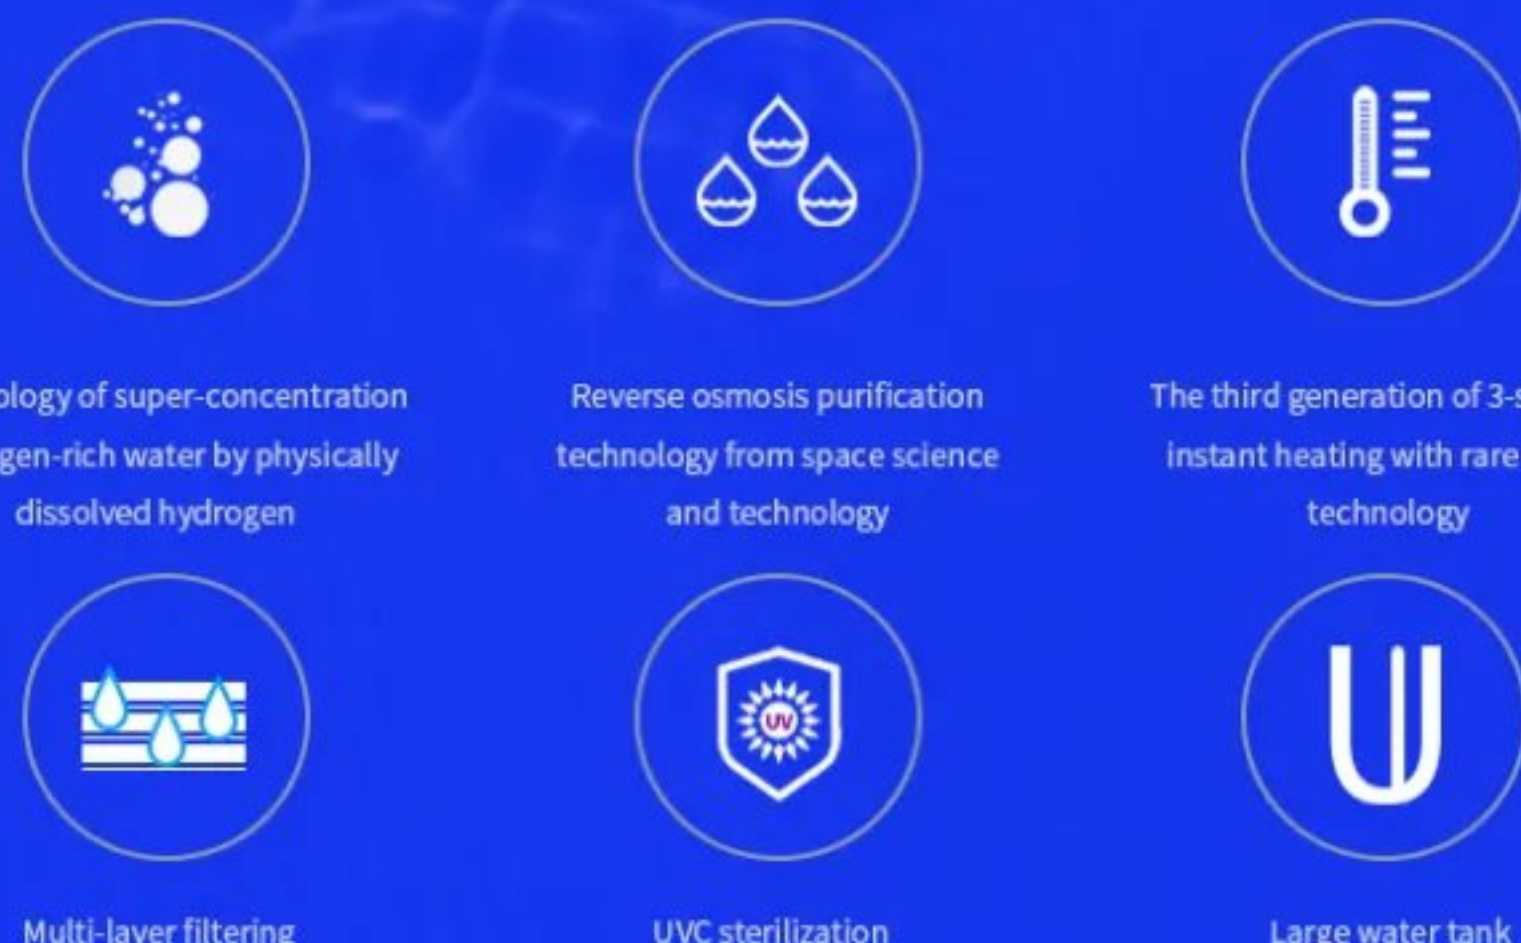 ology of super-concentration
gen-rich water by physically
dissolved hydrogen
Reverse osmosis purification
technology from space science
and technology
The third generation of 3-s
instant heating with rare
technology
UV
Multi-layer filtering
UVC sterilization
Large water tank